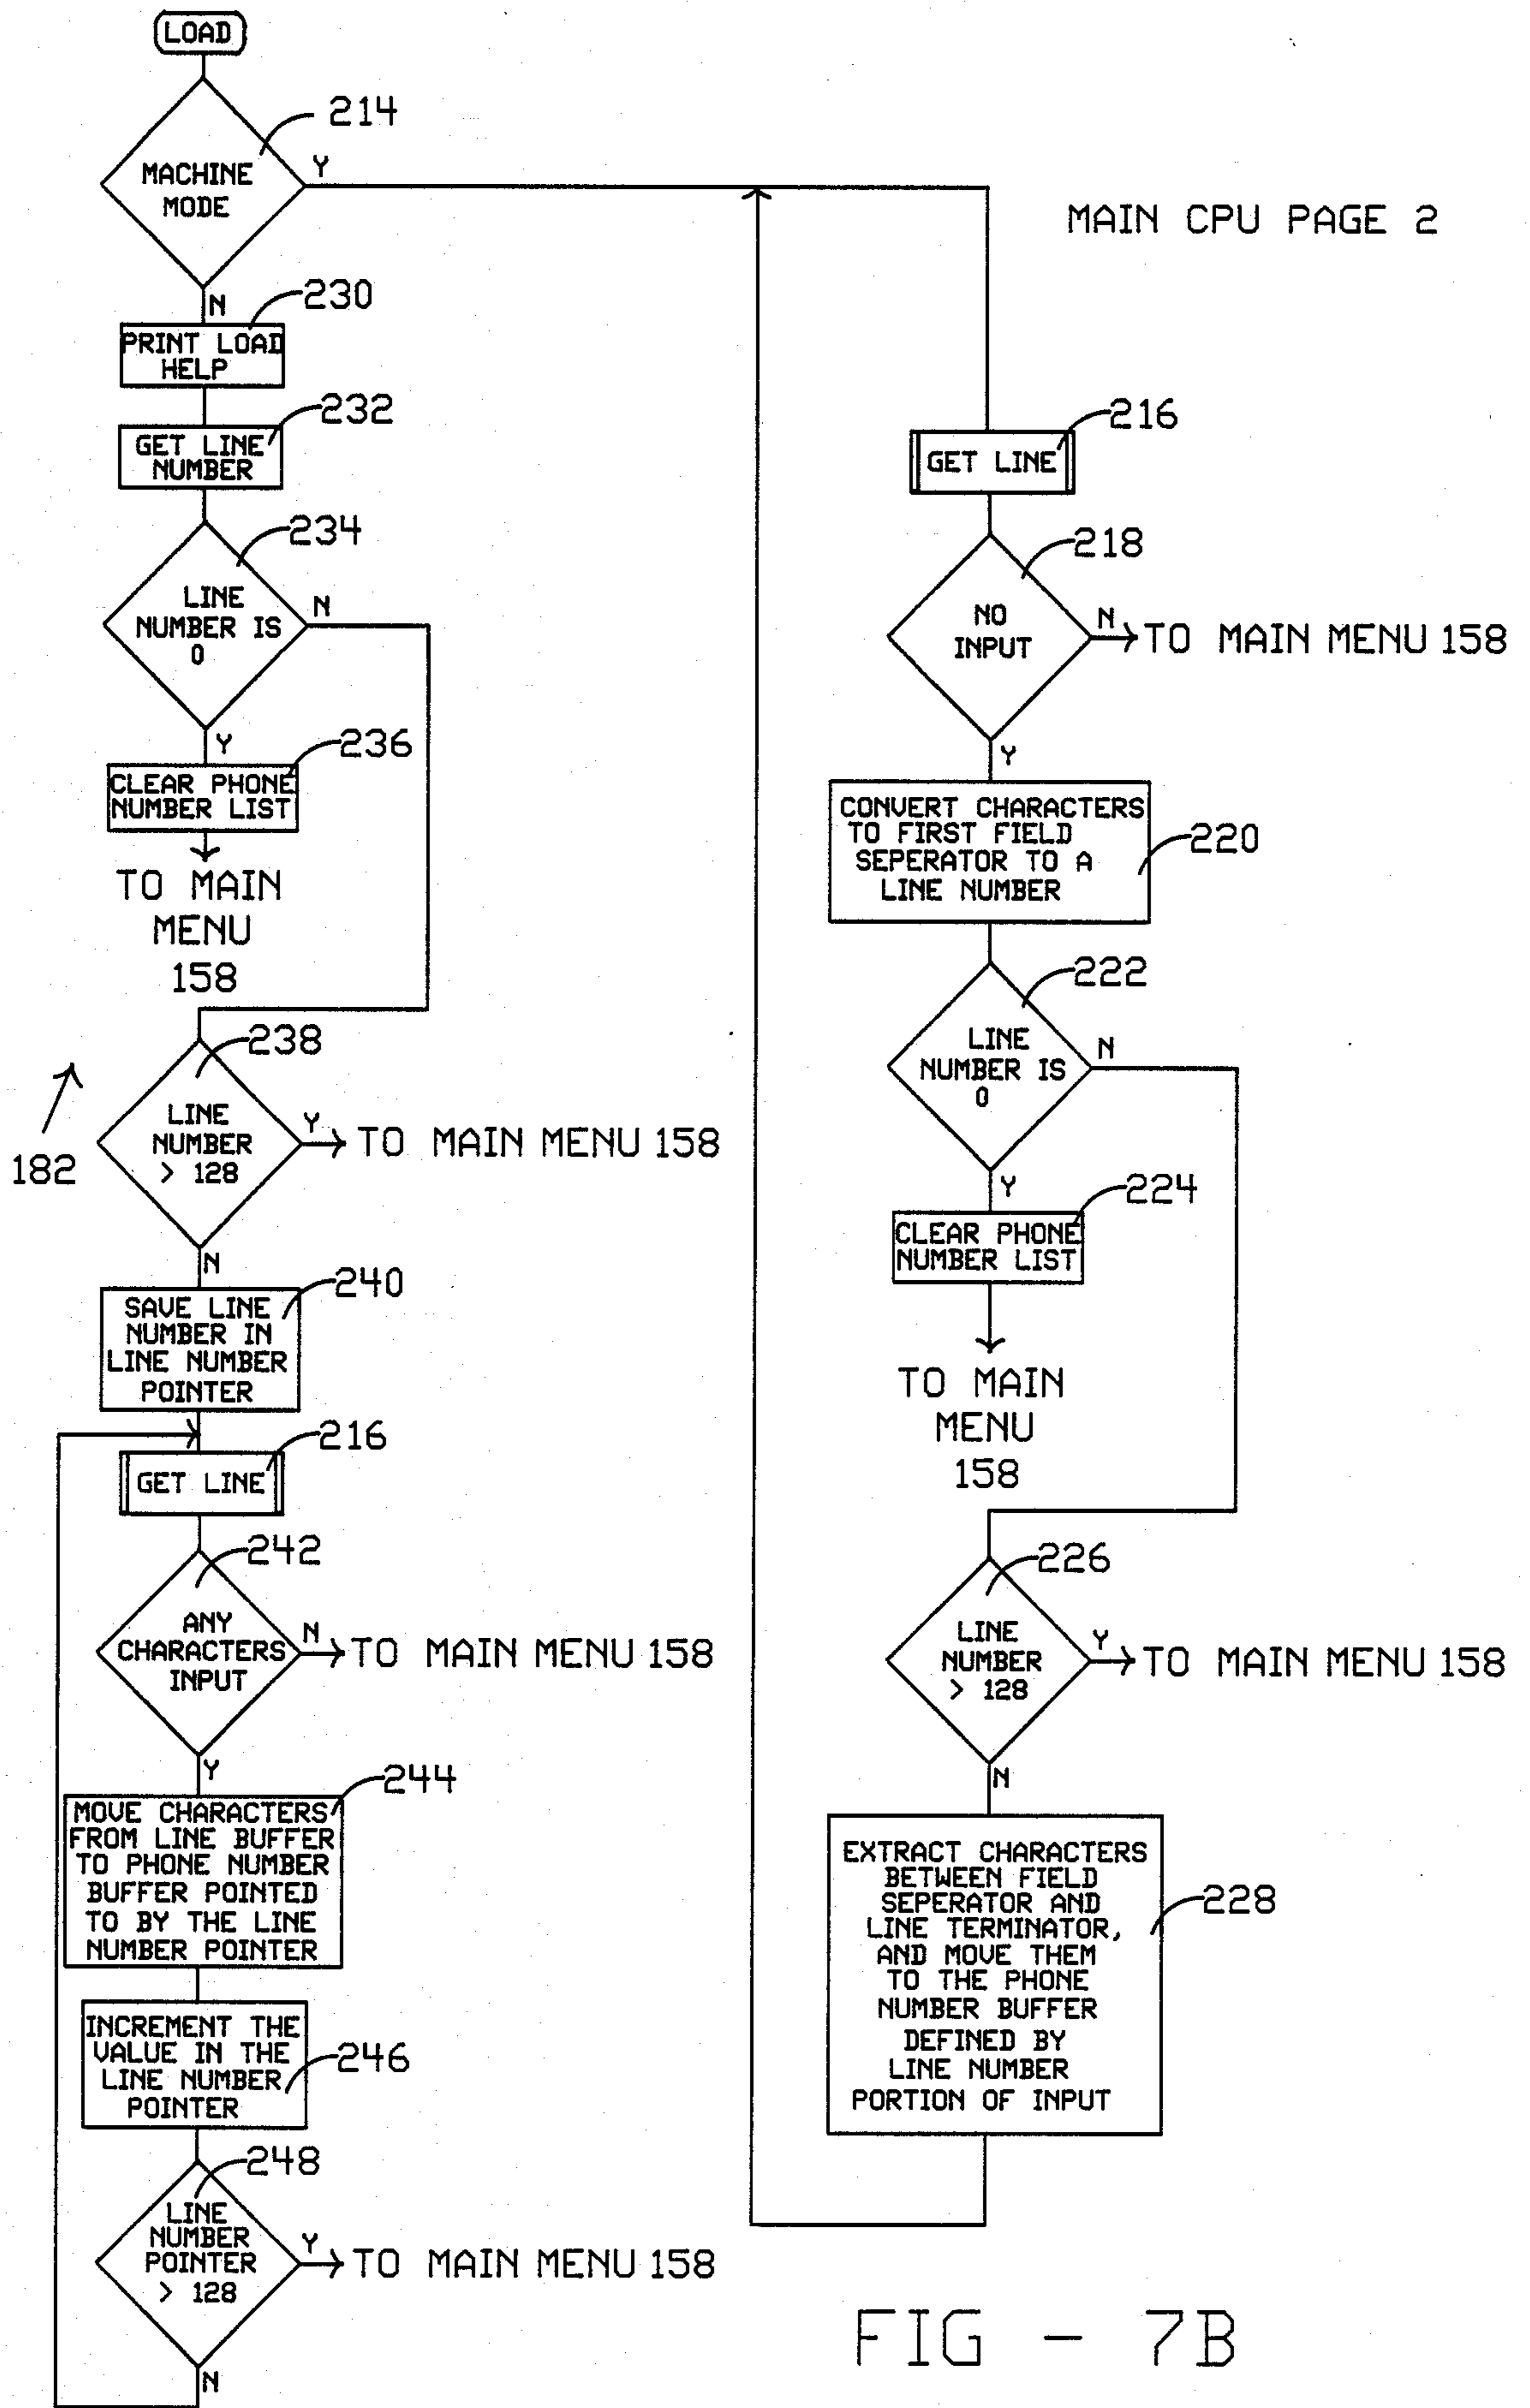 LOAD
214
MACHINE
MODE
Y
N
230
PRINT LOAD
HELP
232
GET LINE
NUMBER
234
LINE
NUMBER IS
0
N
Y
236
CLEAR PHONE
NUMBER LIST
TO MAIN
MENU
158
182
238
LINE
NUMBER
> 128
Y
TO MAIN MENU 158
N
240
SAVE LINE
NUMBER IN
LINE NUMBER
POINTER
216
GET LINE
242
ANY
CHARACTERS
INPUT
N
TO MAIN MENU 158
Y
244
MOVE CHARACTERS
FROM LINE BUFFER
TO PHONE NUMBER
BUFFER POINTED
TO BY THE LINE
NUMBER POINTER
INCREMENT THE
VALUE IN THE
LINE NUMBER
POINTER
246
248
LINE
NUMBER
POINTER
> 128
Y
TO MAIN MENU 158
N
MAIN CPU PAGE 2
216
GET LINE
218
NO
INPUT
N
TO MAIN MENU 158
Y
CONVERT CHARACTERS
TO FIRST FIELD
SEPERATOR TO A
LINE NUMBER
220
222
LINE
NUMBER IS
0
N
Y
224
CLEAR PHONE
NUMBER LIST
TO MAIN
MENU
158
226
LINE
NUMBER
> 128
Y
TO MAIN MENU 158
N
EXTRACT CHARACTERS
BETWEEN FIELD
SEPERATOR AND
LINE TERMINATOR,
AND MOVE THEM
TO THE PHONE
NUMBER BUFFER
DEFINED BY
LINE NUMBER
PORTION OF INPUT
228
FIG - 7B